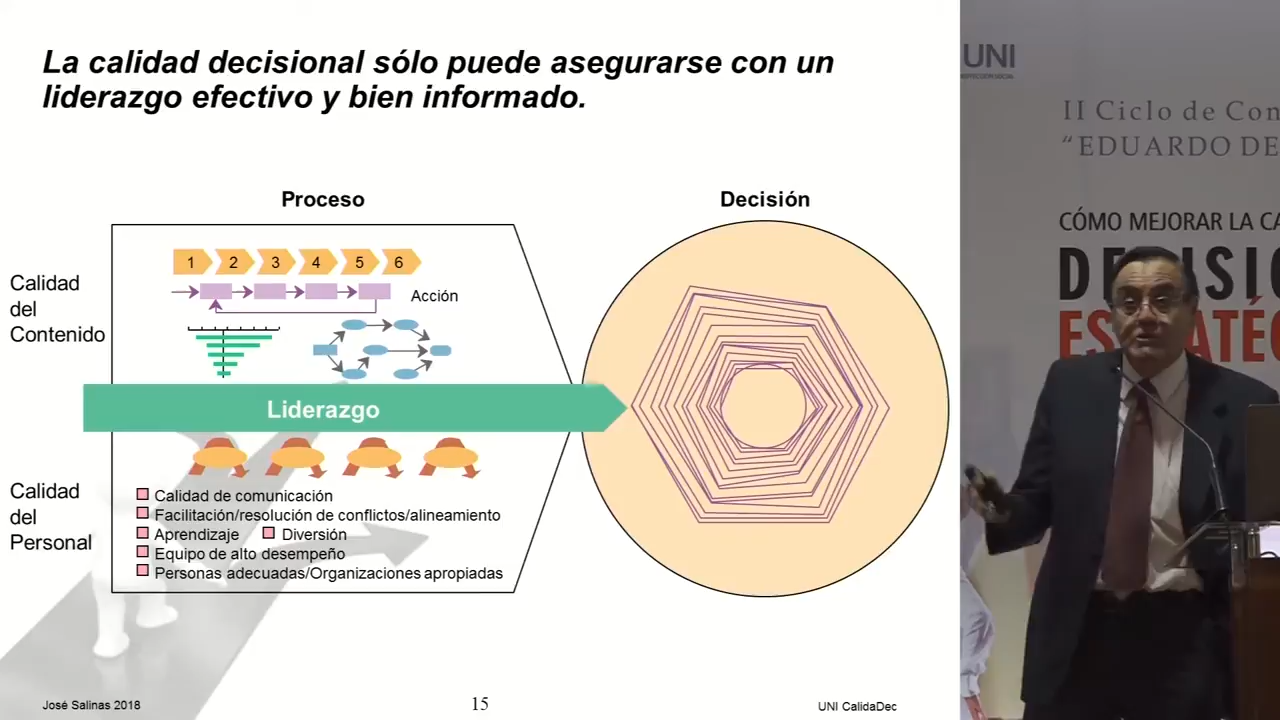 La calidad decisional sólo puede asegurarse con un
liderazgo efectivo y bien informado.
Proceso
Decisión
Calidad
del
Contenido
1 2 3 4 5 6
Acción
Liderazgo
Calidad
del
Personal
Calidad de comunicación
Facilitación/resolución de conflictos/alineamiento
Aprendizaje Diversión
Equipo de alto desempeño
Personas adecuadas/Organizaciones apropiadas
José Salinas 2018
15
UNI CalidaDec
UNI
II Ciclo de Con
“EDUARDO DE
CÓMO MEJORAR LA CA